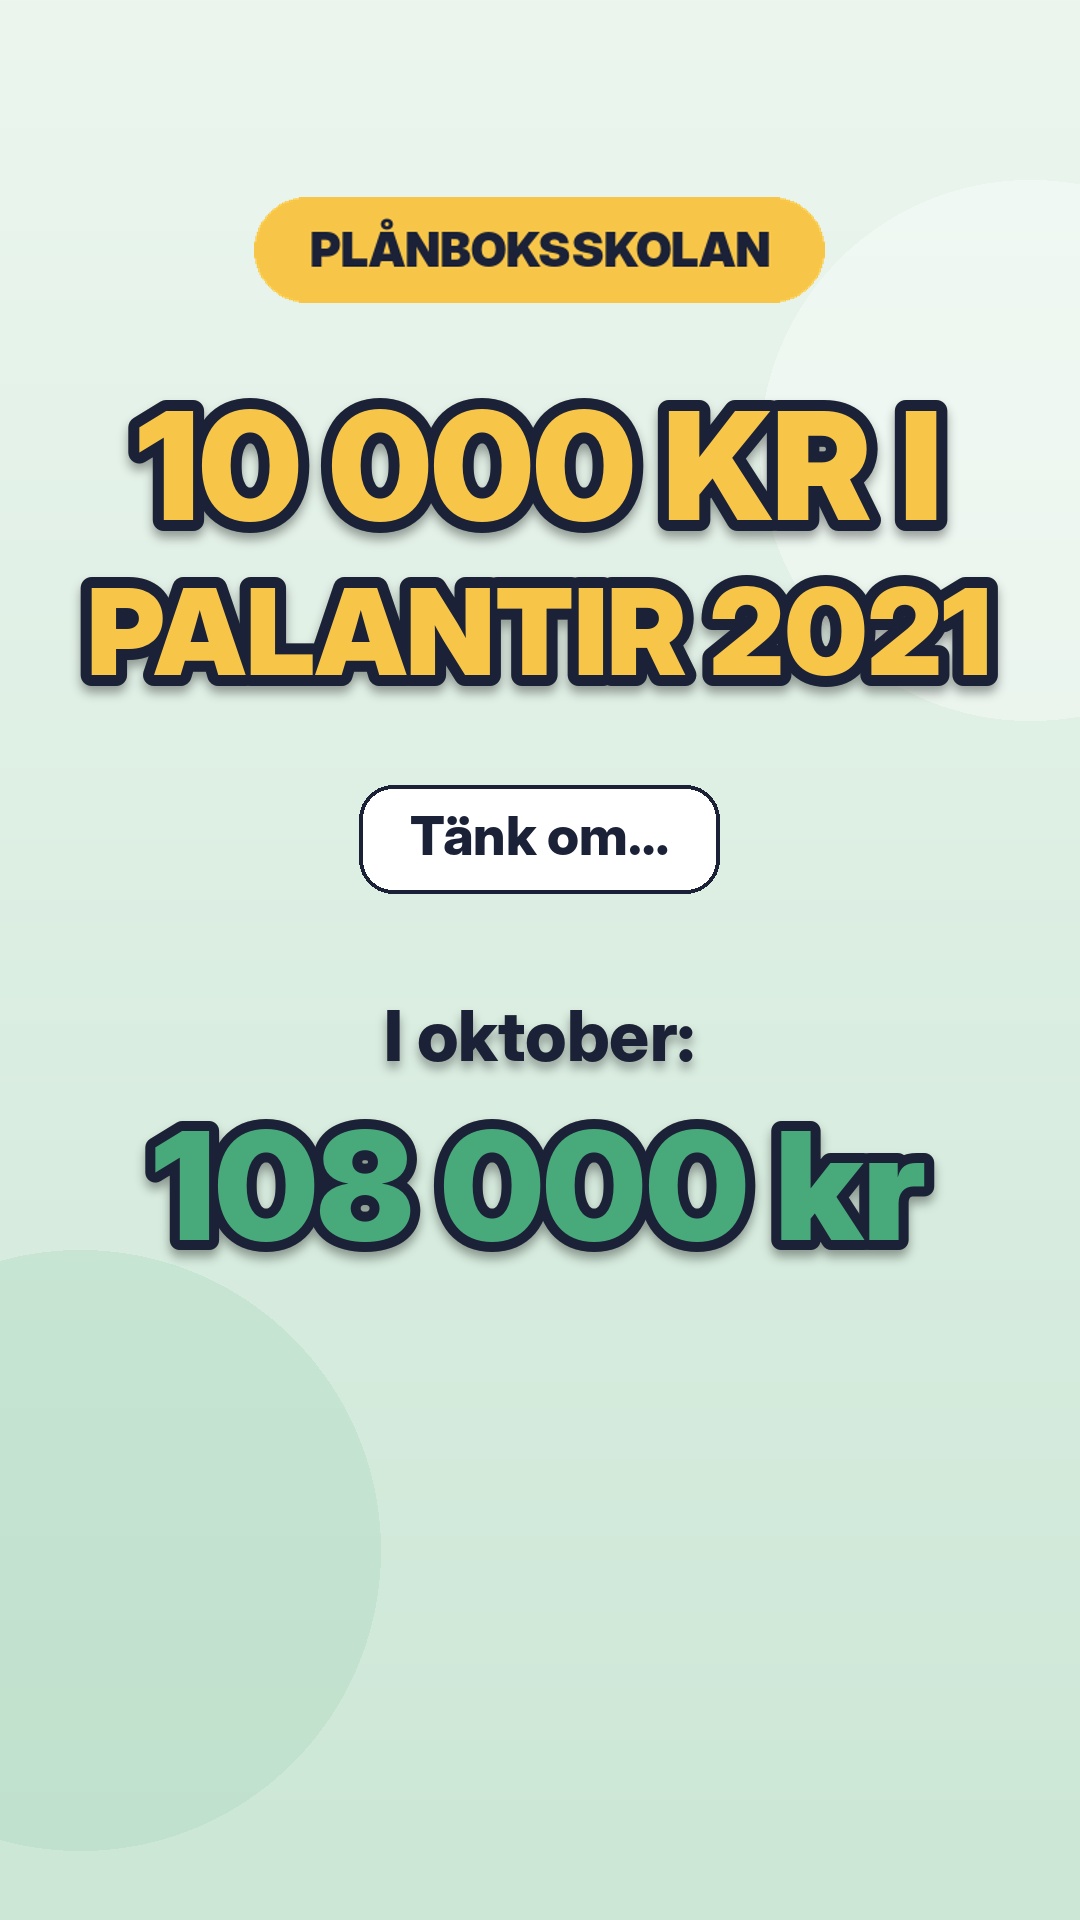 PLÅNBOKSSKOLAN
10 000 KR I
PALANTIR 2021
Tänk om...
I oktober:
108 000 kr